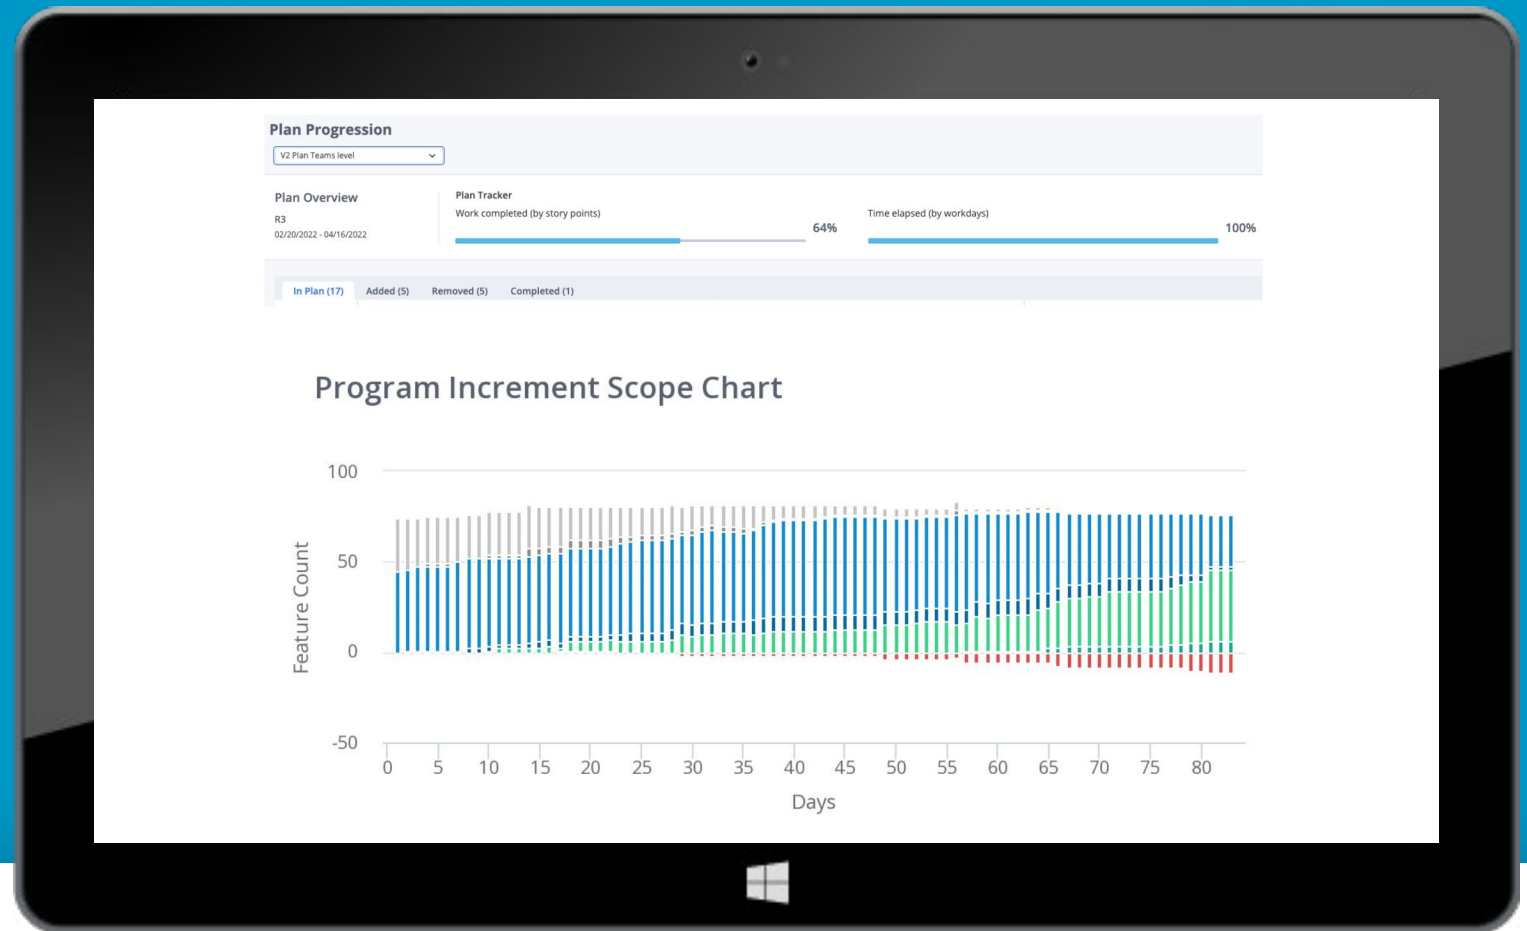 Plan Progression
V2 Plan Teams level
Plan Overview
R3
02/20/2022 - 04/16/2022
Plan Tracker
Work completed (by story points)
64%
Time elapsed (by workdays)
100%
In Plan (17) Added (5) Removed (5) Completed (1)
Program Increment Scope Chart
Feature Count
100
50
0
-50
0 5 10 15 20 25 30 35 40 45 50 55 60 65 70 75 80
Days